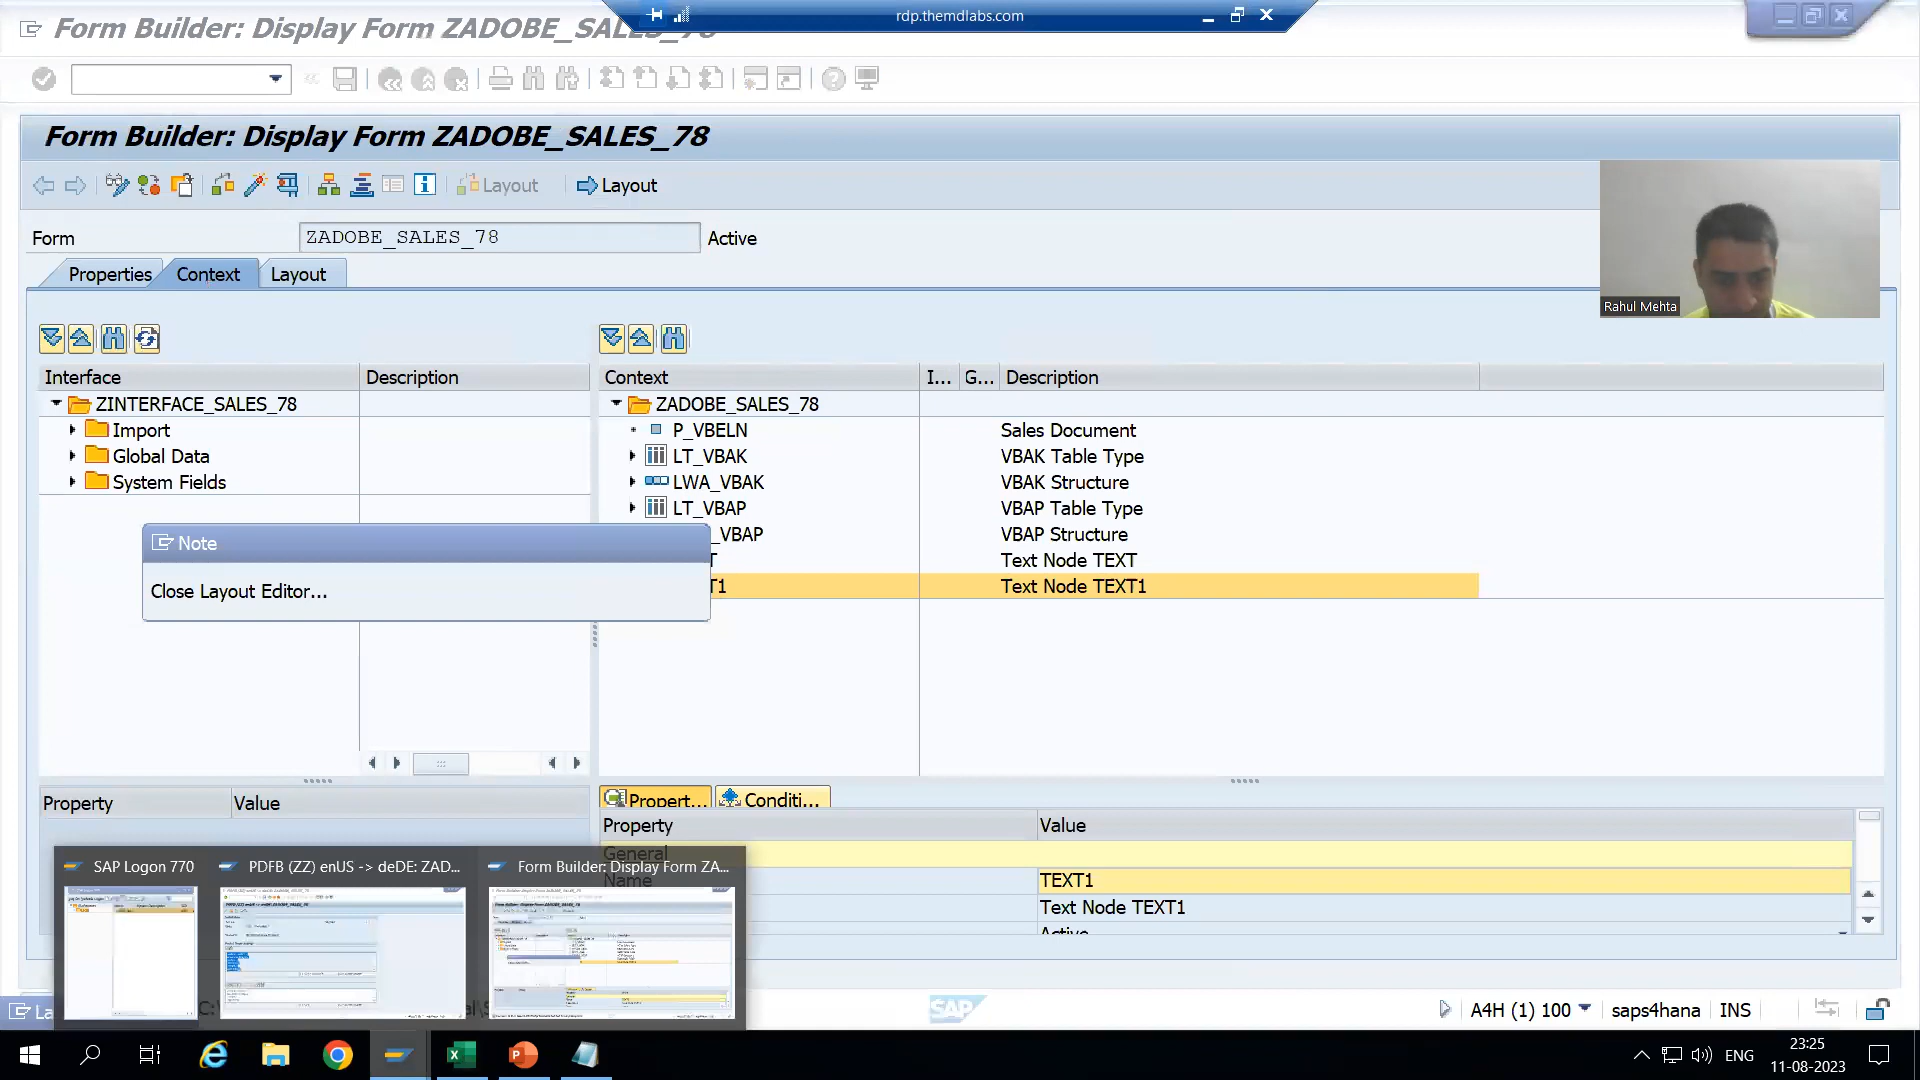 Form Builder: Display Form ZADOBE_SALES_78
rdp.themdlabs.com
Form Builder: Display Form ZADOBE_SALES_78
Layout
Layout
Form
ZADOBE_SALES_78
Active
Properties
Context
Layout
Rahul Mehta
Interface
Description
Context
I...
G...
Description
ZINTERFACE_SALES_78
ZADOBE_SALES_78
Import
P_VBELN
Sales Document
Global Data
LT_VBAK
VBAK Table Type
System Fields
LWA_VBAK
VBAK Structure
LT_VBAP
VBAP Table Type
_VBAP
VBAP Structure
Note
T
Text Node TEXT
T1
Text Node TEXT1
Close Layout Editor...
Property
Value
Propert...
Conditi...
Property
Value
General
Name
TEXT1
Text Node TEXT1
Active
SAP Logon 770
PDFB (ZZ) enUS -> deDE: ZAD...
Form Builder: Display Form ZA...
La
SAP
A4H (1) 100
saps4hana
INS
ENG
23:25
11-08-2023